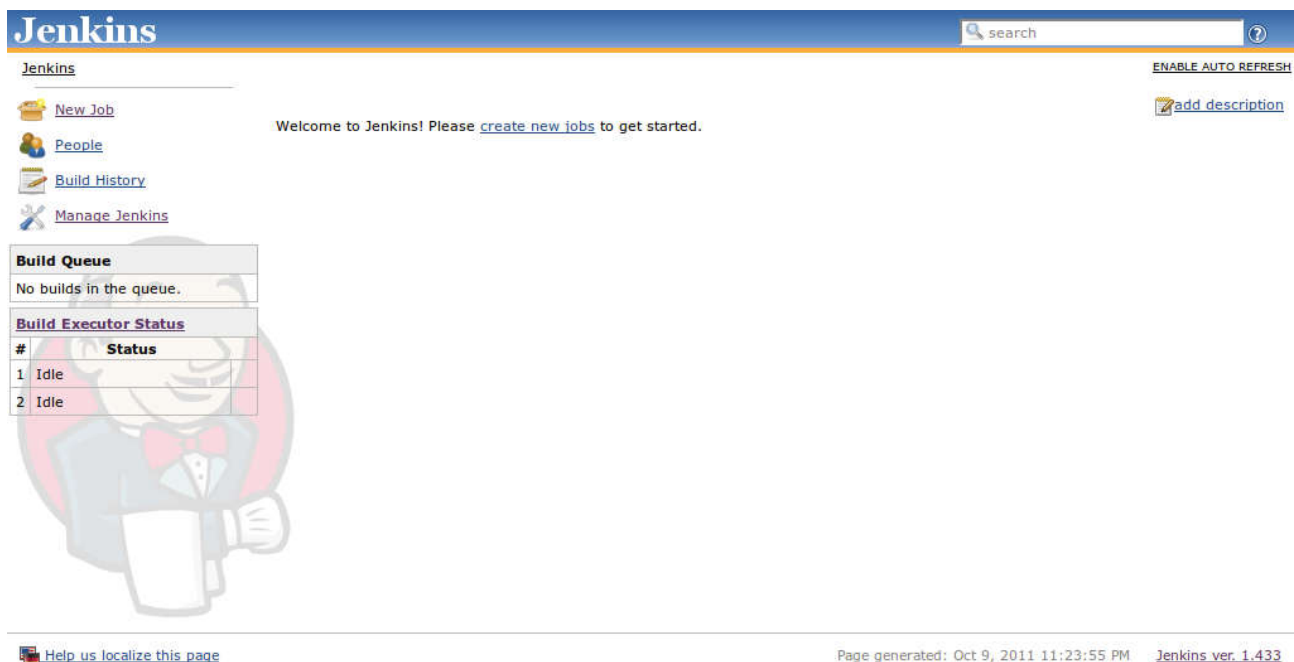 Jenkins
search
Jenkins
ENABLE AUTO REFRESH
New Job
add description
Welcome to Jenkins! Please create new jobs to get started.
People
Build History
Manage Jenkins
Build Queue
No builds in the queue.
Build Executor Status
# Status
1 Idle
2 Idle
Help us localize this page
Page generated: Oct 9, 2011 11:23:55 PM
Jenkins ver. 1.433